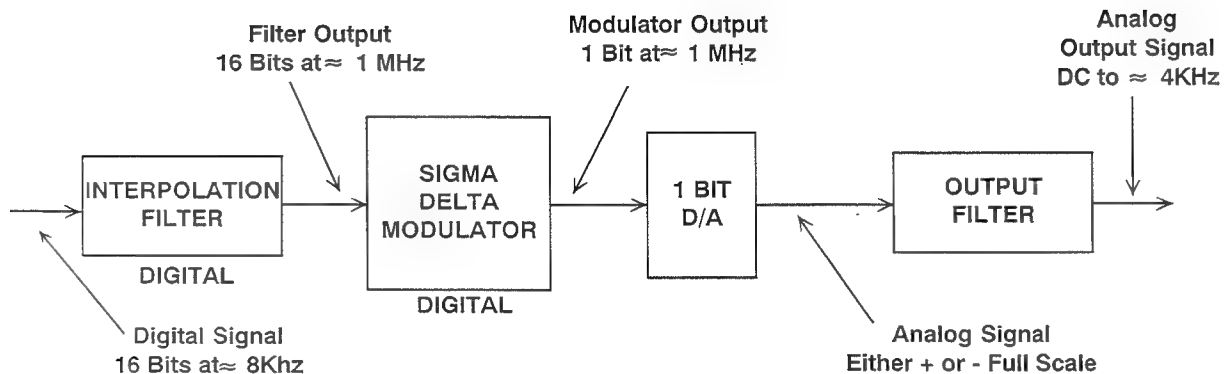 Filter Output
16 Bits at≈ 1 MHz
Modulator Output
1 Bit at≈ 1 MHz
Analog
Output Signal
DC to ≈ 4KHz
INTERPOLATION
FILTER
DIGITAL
SIGMA
DELTA
MODULATOR
DIGITAL
1 BIT
D/A
OUTPUT
FILTER
Digital Signal
16 Bits at≈ 8Khz
Analog Signal
Either + or - Full Scale